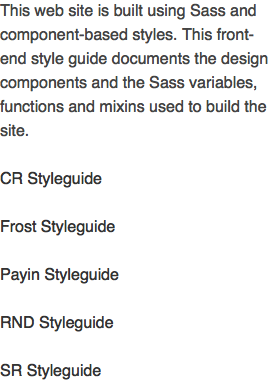 This web site is built using Sass and
component-based styles. This front-
end style guide documents the design
components and the Sass variables,
functions and mixins used to build the
site.
CR Styleguide
Frost Styleguide
Payin Styleguide
RND Styleguide
SR Styleguide